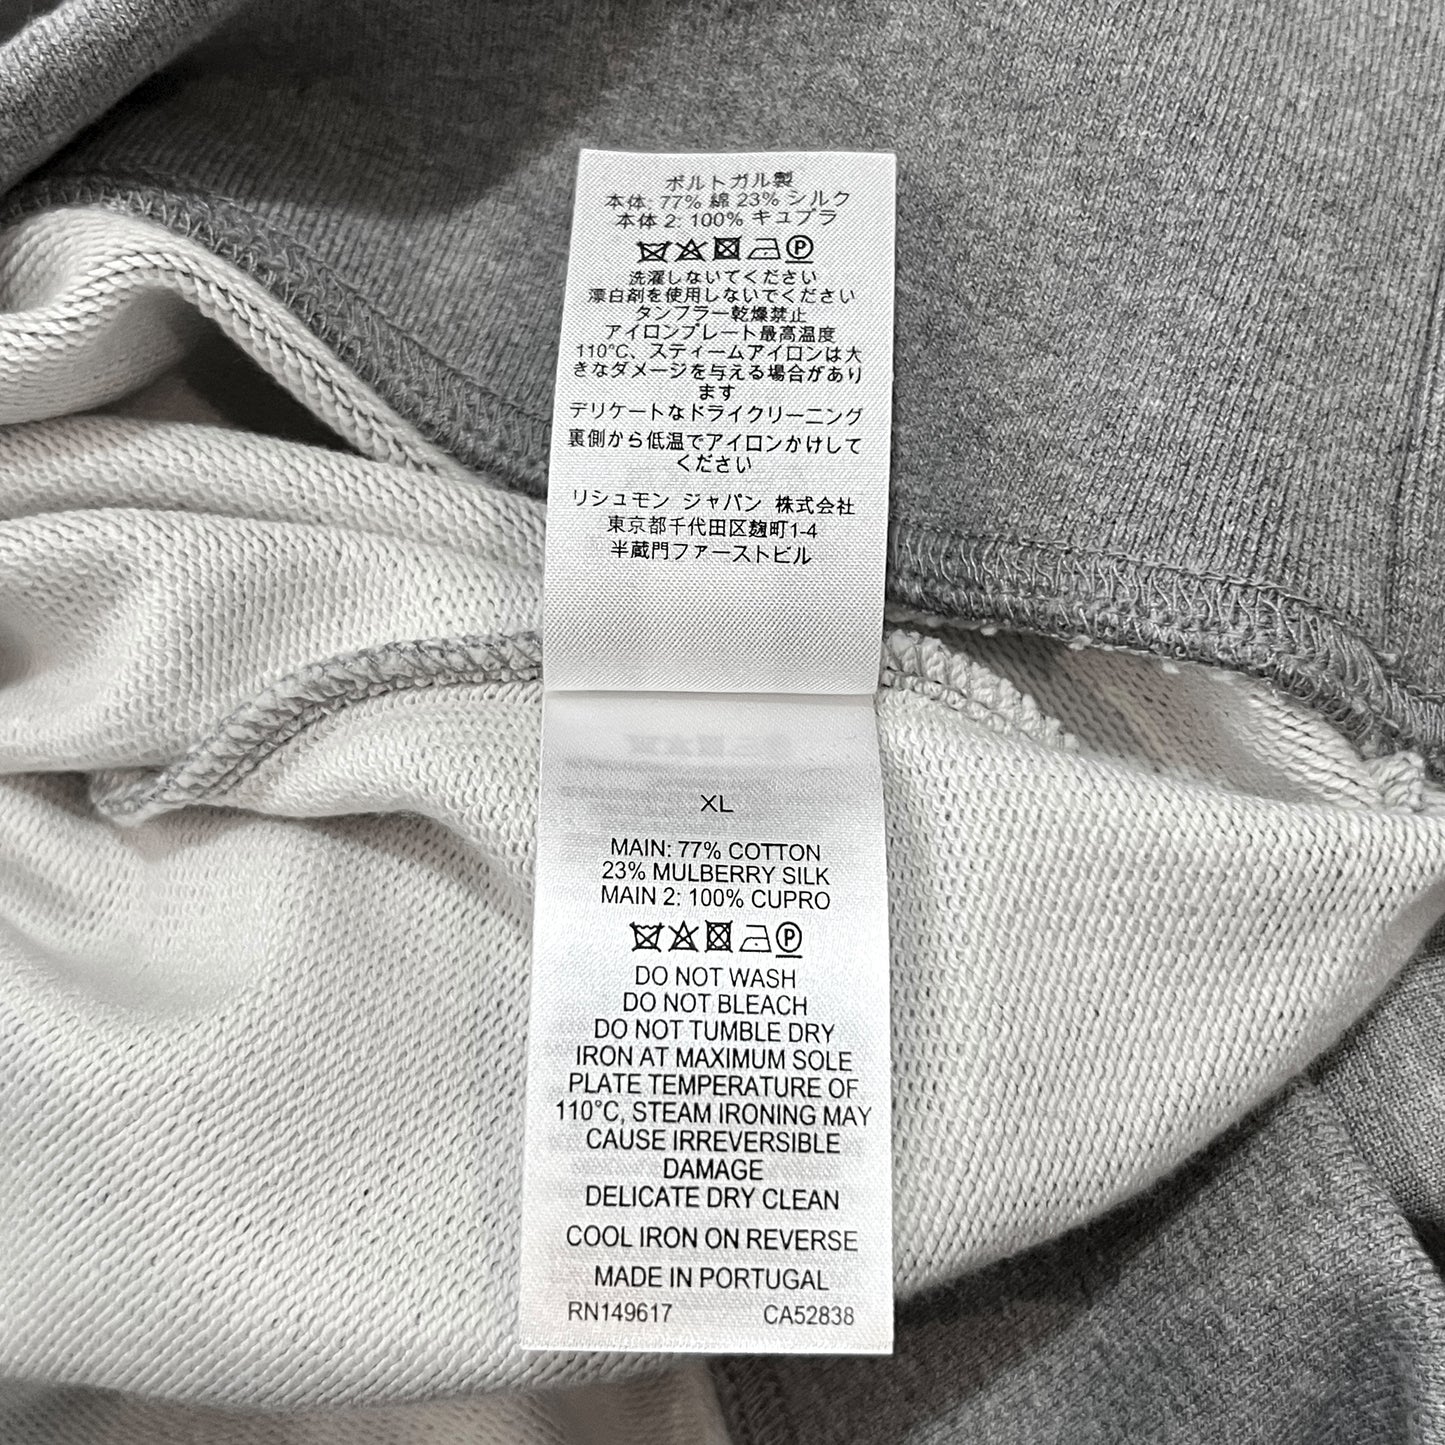 ポルトガル製
本体: 77% 綿 23% シルク
本体 2: 100% キュプラ
P
洗濯しないてください
漂白剤を使用しないでください
タンブラー乾燥禁止
アイロンプレート最高温度
110°C、スティームアイロンは大
きなダメージを与える場合があり
ます
デリケートなドライクリーニング
裏側から低温でアイロンかけして
ください
リシュモン ジャパン 株式会社
東京都千代田区麹町1-4
半蔵門ファーストビル
XL
MAIN: 77% COTTON
23% MULBERRY SILK
MAIN 2: 100% CUPRO
P
DO NOT WASH
DO NOT BLEACH
DO NOT TUMBLE DRY
IRON AT MAXIMUM SOLE
PLATE TEMPERATURE OF
110°C, STEAM IRONING MAY
CAUSE IRREVERSIBLE
DAMAGE
DELICATE DRY CLEAN
COOL IRON ON REVERSE
MADE IN PORTUGAL
RN149617 CA52838